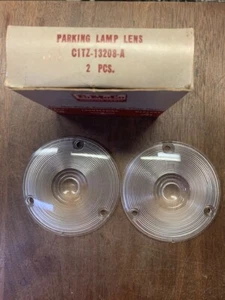 PARKING LAMP LENS
C1TZ-13208-A
2 PCS.